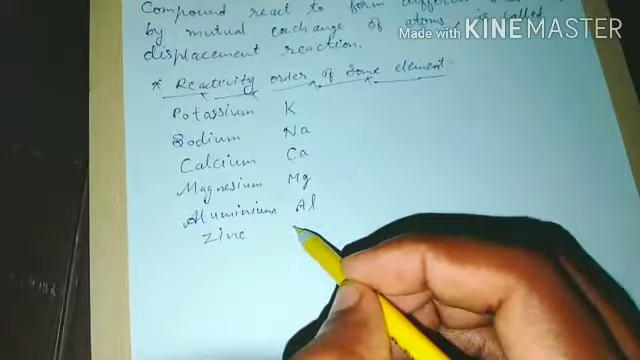 Compound react to form different
by mutual exchange of atoms is called
displacement reaction.
* Reactivity order of Some element
Potassium K
Sodium Na
Calcium Ca
Magnesium Mg
Aluminium Al
Zinc
Made with KINEMASTER